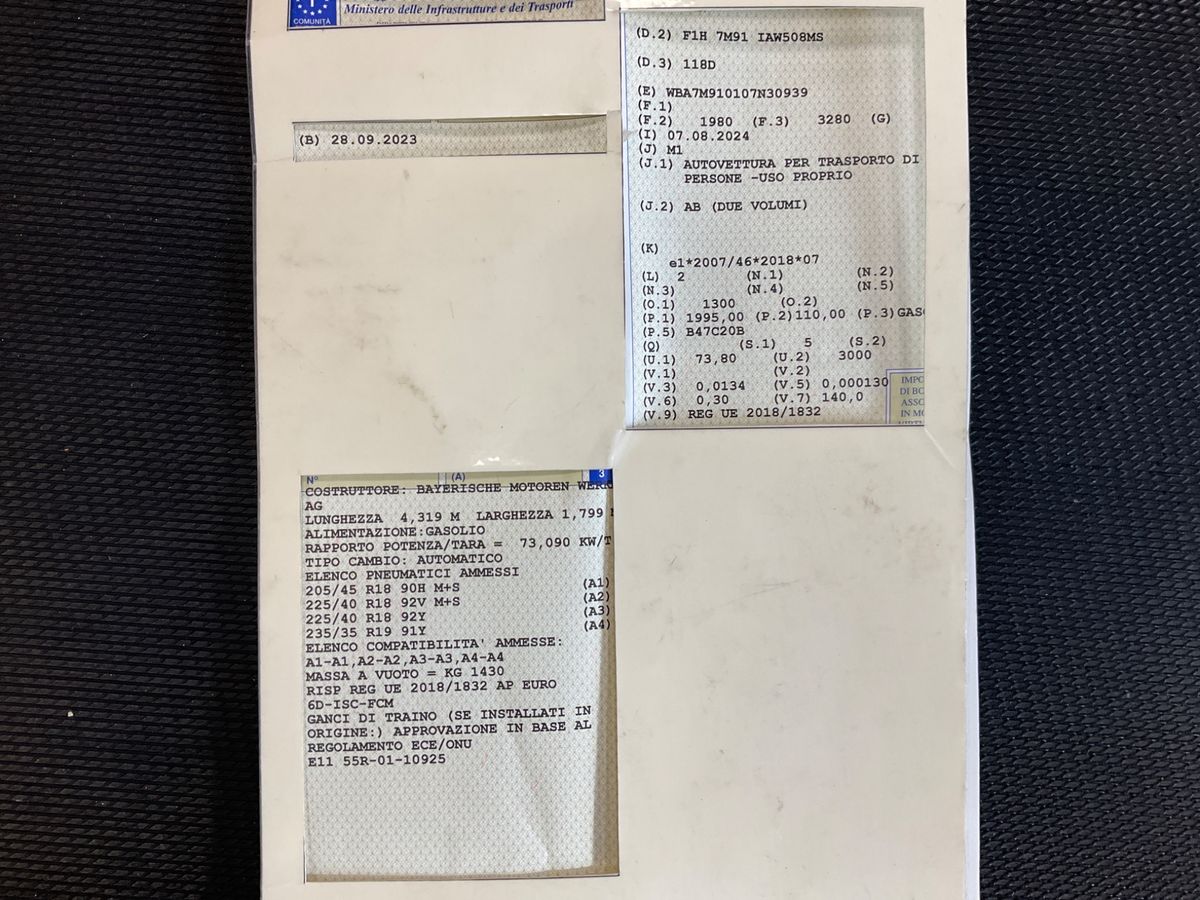 I
COMUNITÀ
Ministero delle Infrastrutture e dei Trasporti
(B) 28.09.2023
(D.2) F1H 7M91 IAW508MS
(D.3) 118D
(E) WBA7M910107N30939
(F.1)
(F.2) 1980 (F.3) 3280 (G)
(I) 07.08.2024
(J) M1
(J.1) AUTOVETTURA PER TRASPORTO DI
PERSONE -USO PROPRIO
(J.2) AB (DUE VOLUMI)
(K)
e1*2007/46*2018*07
(L) 2 (N.1) (N.2)
(N.3) (N.4) (N.5)
(O.1) 1300 (O.2)
(P.1) 1995,00 (P.2)110,00 (P.3)GAS
(P.5) B47C20B
(Q) (S.1) 5 (S.2)
(U.1) 73,80 (U.2) 3000
(V.1) (V.2)
(V.3) 0,0134 (V.5) 0,000130
(V.6) 0,30 (V.7) 140,0
(V.9) REG UE 2018/1832
IMPO
DI BO
ASSO
IN MO
N° (A) 3
COSTRUTTORE: BAYERISCHE MOTOREN WERK
AG
LUNGHEZZA 4,319 M LARGHEZZA 1,799
ALIMENTAZIONE:GASOLIO
RAPPORTO POTENZA/TARA = 73,090 KW/T
TIPO CAMBIO: AUTOMATICO
ELENCO PNEUMATICI AMMESSI
205/45 R18 90H M+S (A1)
225/40 R18 92V M+S (A2)
225/40 R18 92Y (A3)
235/35 R19 91Y (A4)
ELENCO COMPATIBILITA' AMMESSE:
A1-A1,A2-A2,A3-A3,A4-A4
MASSA A VUOTO = KG 1430
RISP REG UE 2018/1832 AP EURO
6D-ISC-FCM
GANCI DI TRAINO (SE INSTALLATI IN
ORIGINE:) APPROVAZIONE IN BASE AL
REGOLAMENTO ECE/ONU
E11 55R-01-10925